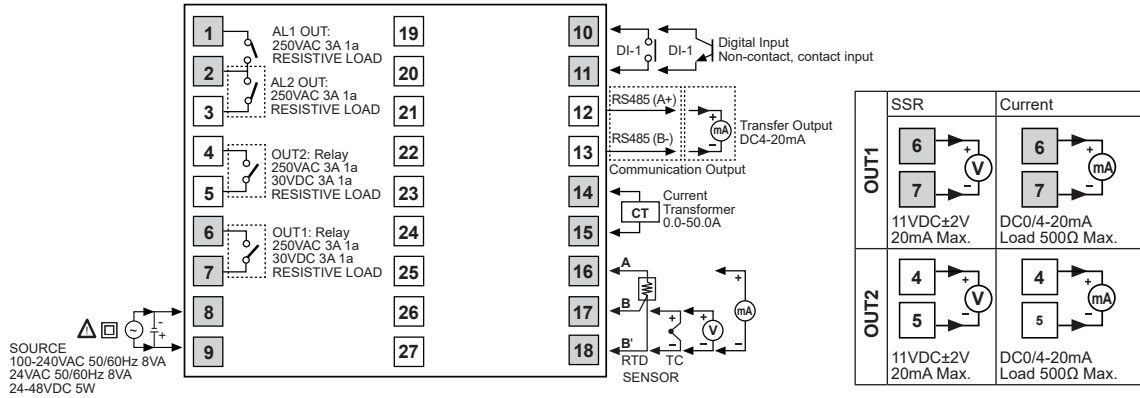 1
AL1 OUT:
250VAC 3A 1a
RESISTIVE LOAD
2
AL2 OUT:
250VAC 3A 1a
RESISTIVE LOAD
3
4
OUT2: Relay
250VAC 3A 1a
30VDC 3A 1a
RESISTIVE LOAD
5
6
OUT1: Relay
250VAC 3A 1a
30VDC 3A 1a
RESISTIVE LOAD
7
8
9
- +
SOURCE
100-240VAC 50/60Hz 8VA
24VAC 50/60Hz 8VA
24-48VDC 5W
19
20
21
22
23
24
25
26
27
10
11
DI-1
DI-1
Digital Input
Non-contact, contact input
12
RS485 (A+)
13
RS485 (B-)
+ mA −
Transfer Output
DC4-20mA
Communication Output
14
15
CT
Current
Transformer
0.0-50.0A
16
A
17
B
18
B'
RTD
+ −
TC
+ V −
+ mA −
SENSOR
SSR
Current
OUT1
6
7
+ V −
11VDC±2V
20mA Max.
6
7
+ mA −
DC0/4-20mA
Load 500Ω Max.
OUT2
4
5
+ V −
11VDC±2V
20mA Max.
4
5
+ mA −
DC0/4-20mA
Load 500Ω Max.